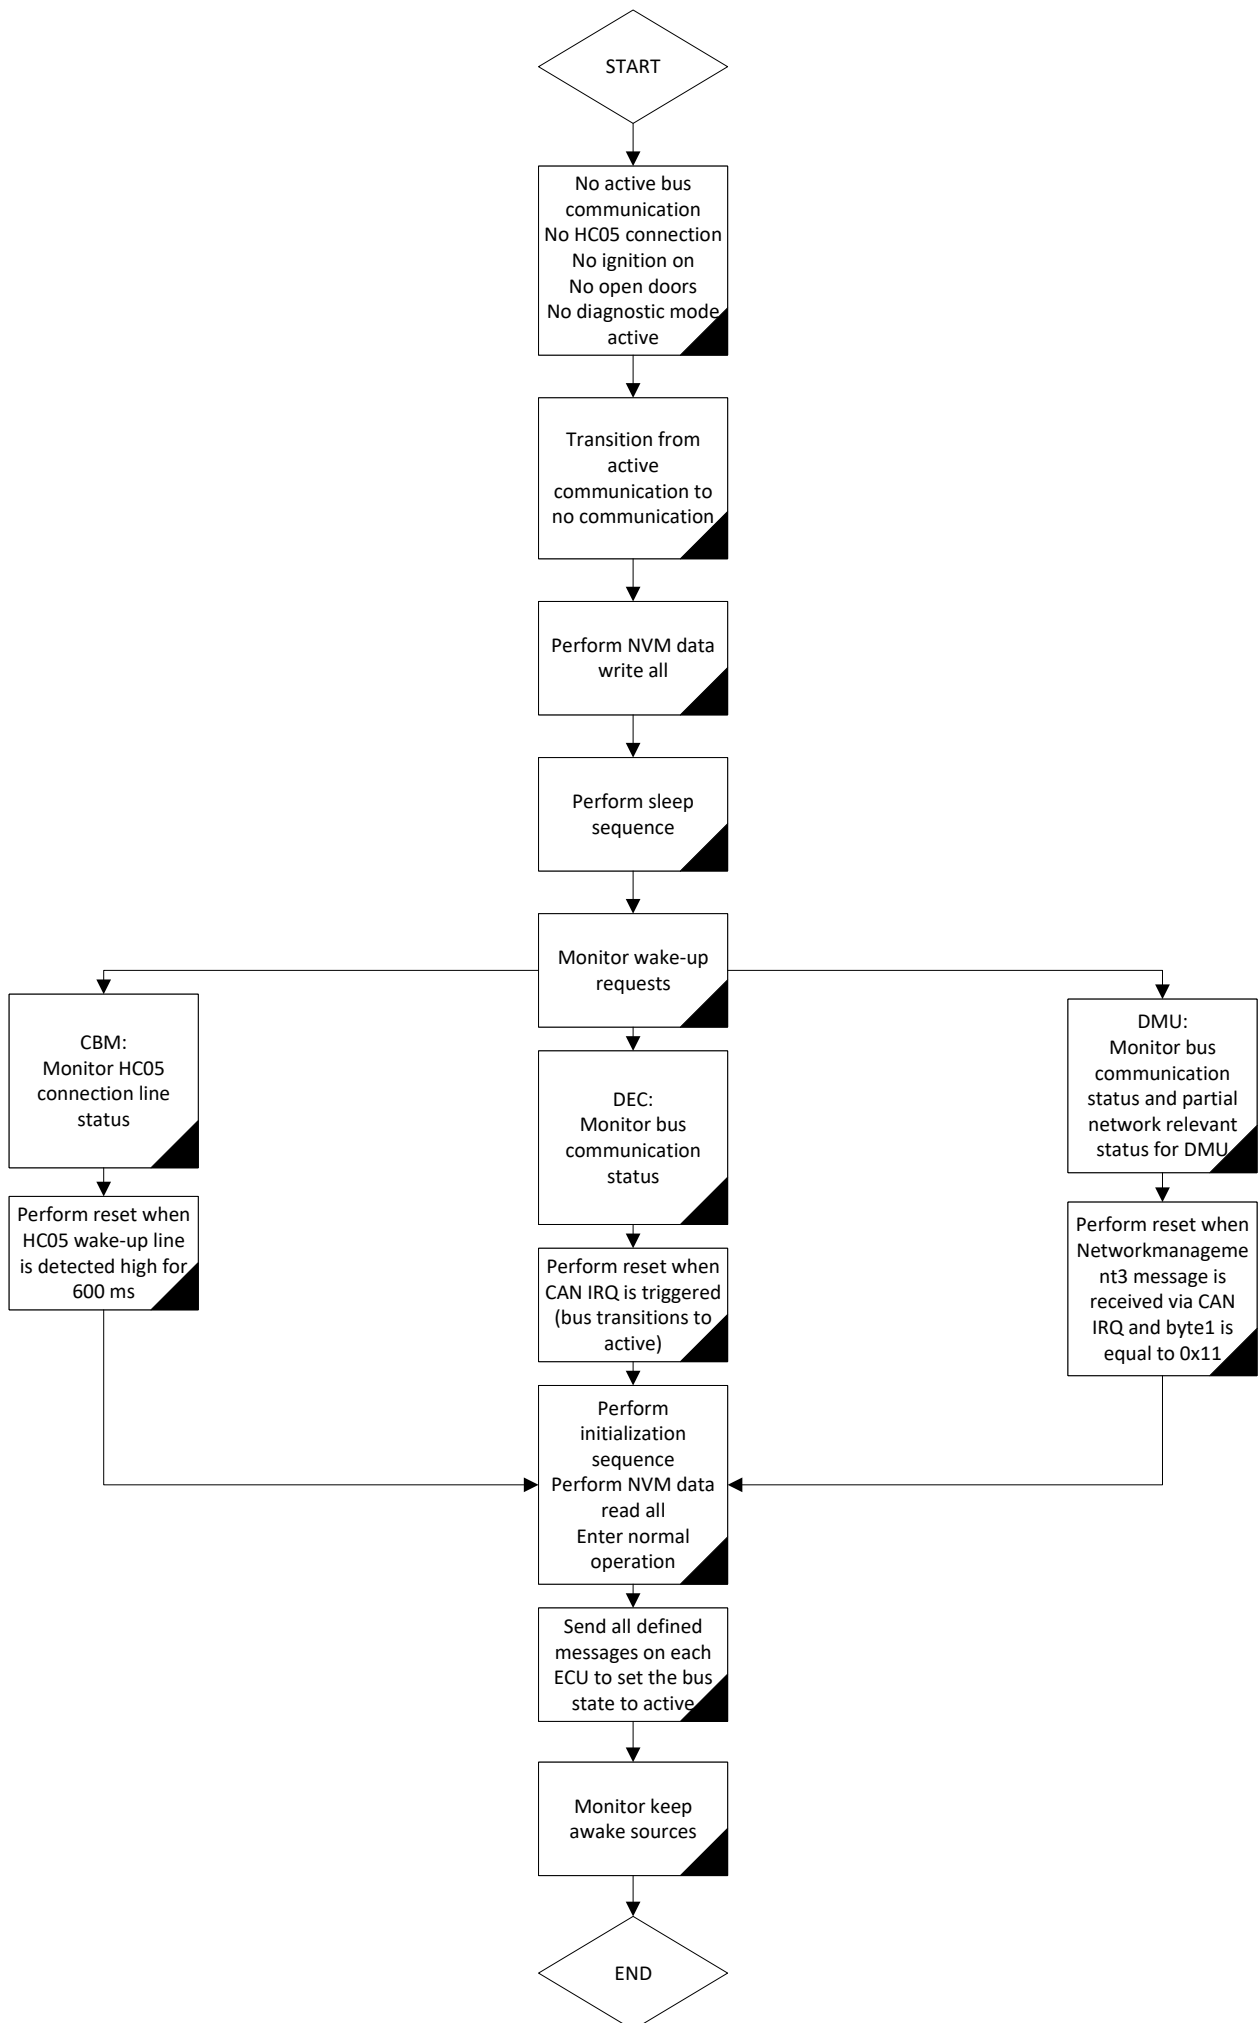 START
No active bus
communication
No HC05 connection
No ignition on
No open doors
No diagnostic mode
active
Transition from
active
communication to
no communication
Perform NVM data
write all
Perform sleep
sequence
Monitor wake-up
requests
CBM:
Monitor HC05
connection line
status
Perform reset when
HC05 wake-up line
is detected high for
600 ms
DEC:
Monitor bus
communication
status
Perform reset when
CAN IRQ is triggered
(bus transitions to
active)
DMU:
Monitor bus
communication
status and partial
network relevant
status for DMU
Perform reset when
Networkmanageme
nt3 message is
received via CAN
IRQ and byte1 is
equal to 0x11
Perform
initialization
sequence
Perform NVM data
read all
Enter normal
operation
Send all defined
messages on each
ECU to set the bus
state to active
Monitor keep
awake sources
END